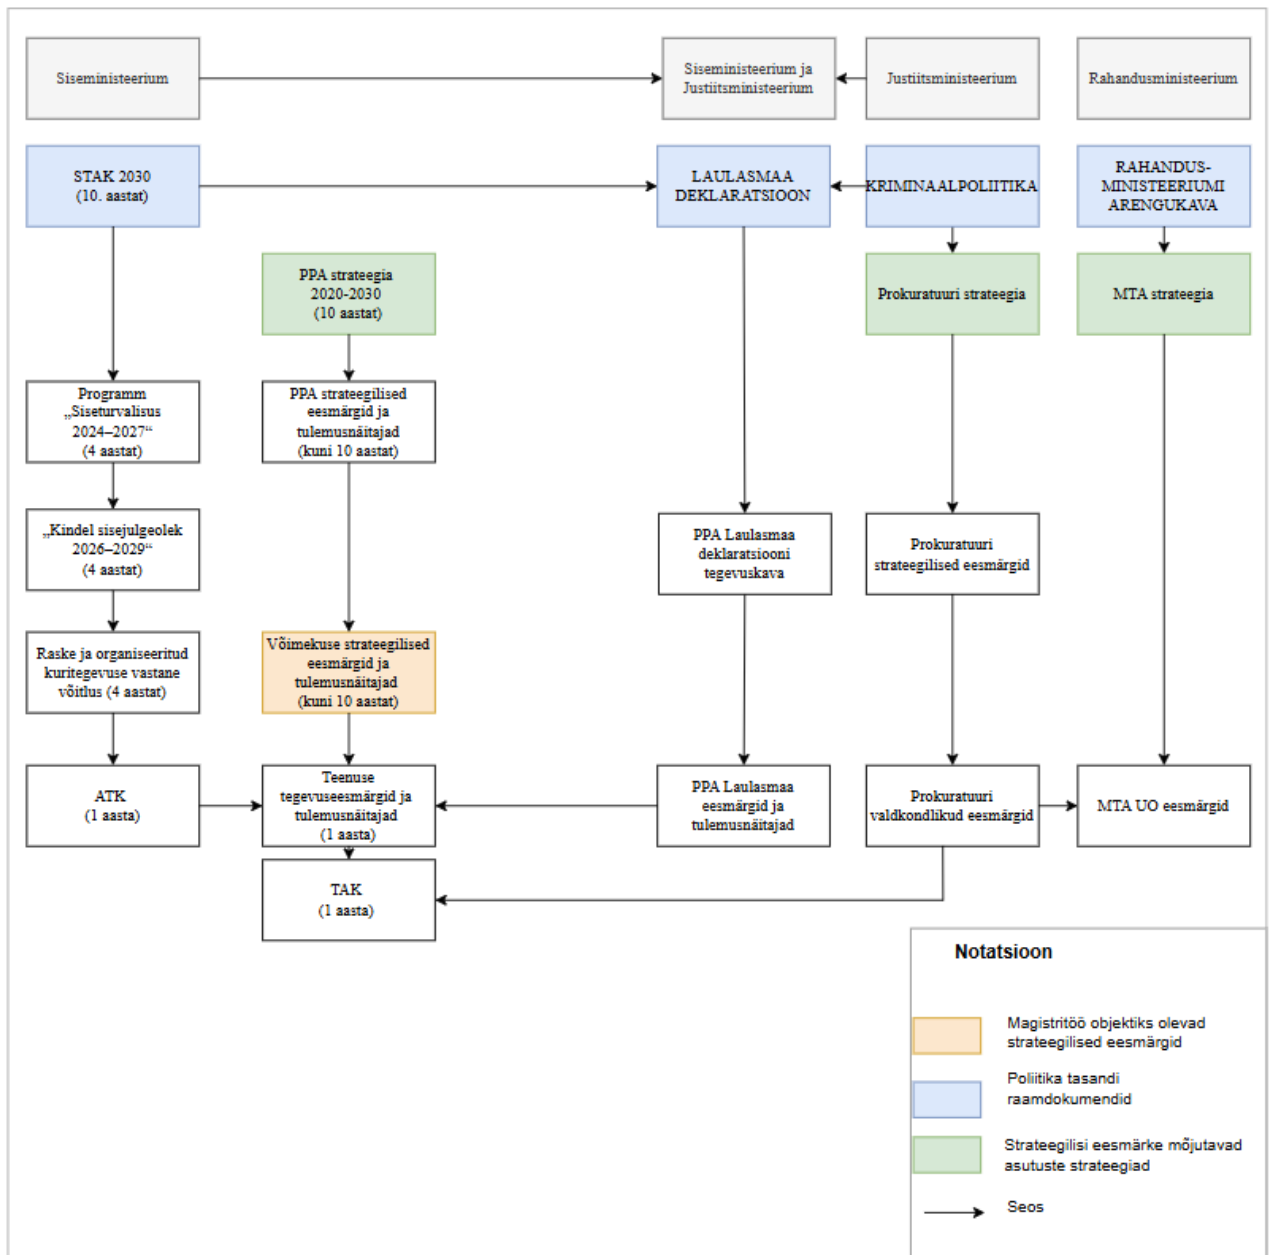 Siseministeerium
Siseministeerium ja
Justiitsministeerium
Justiitsministeerium
Rahandusministeerium
STAK 2030
(10. aastat)
LAULASMAA
DEKLARATSIOON
KRIMINAALPOLIITIKA
RAHANDUS-
MINISTEERIUMI
ARENGUKAVA
PPA strateegia
2020-2030
(10 aastat)
Prokuratuuri strateegia
MTA strateegia
Programm
„Siseturvalisus
2024–2027“
(4 aastat)
PPA strateegilised
eesmärgid ja
tulemusnäitajad
(kuni 10 aastat)
„Kindel sisejulgeolek
2026–2029“
(4 aastat)
PPA Laulasmaa
deklaratsiooni
tegevuskava
Prokuratuuri
strateegilised eesmärgid
Raske ja organiseeritud
kuritegevuse vastane
võitlus (4 aastat)
Võimekuse strateegilised
eesmärgid ja
tulemusnäitajad
(kuni 10 aastat)
ATK
(1 aasta)
Teenuse
tegevuseesmärgid ja
tulemusnäitajad
(1 aasta)
PPA Laulasmaa
eesmärgid ja
tulemusnäitajad
Prokuratuuri
valdkondlikud eesmärgid
MTA UO eesmärgid
TAK
(1 aasta)
Notatsioon
Magistritöö objektiks olevad
strateegilised eesmärgid
Poliitika tasandi
raamdokumendid
Strateegilisi eesmärke mõjutavad
asutuste strateegiad
Seos